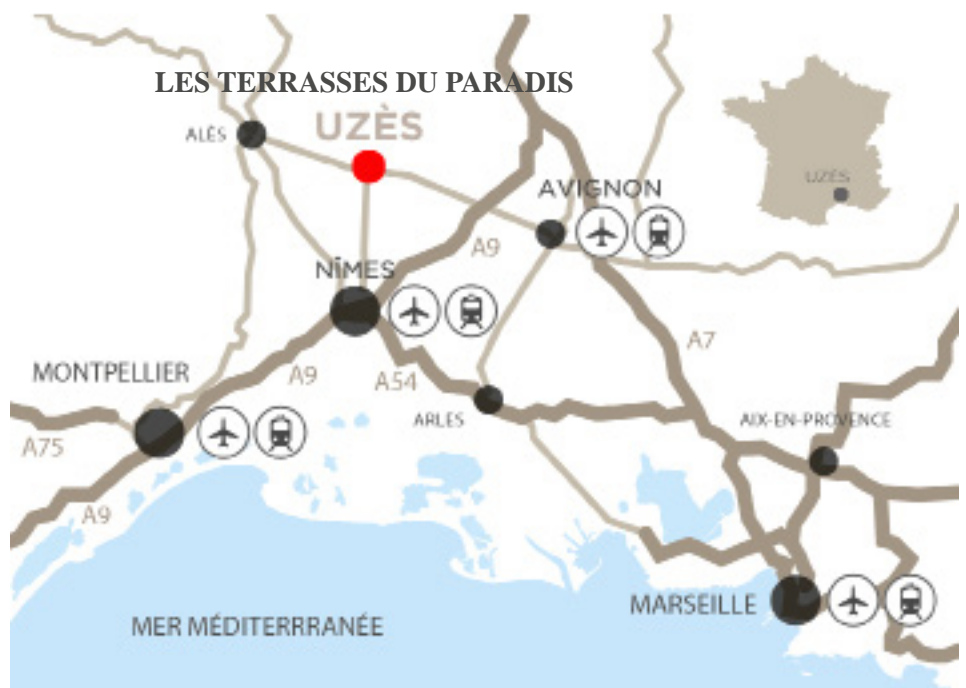 LES TERRASSES DU PARADIS
ALÈS
UZÈS
UZÈS
AVIGNON
A9
NÎMES
A7
MONTPELLIER
A9
A54
ARLES
AIX-EN-PROVENCE
A75
A9
MARSEILLE
MER MÉDITERRRANÉE